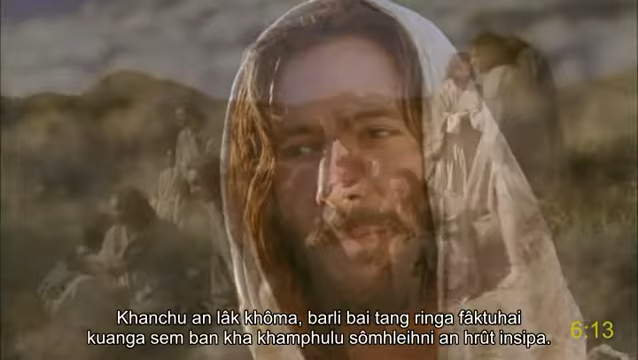 Khanchu an lâk khôma, barli bai tang ringa fâktuhai
kuanga sem ban kha khamphulu sômhleihni an hrût insipa.
6:13